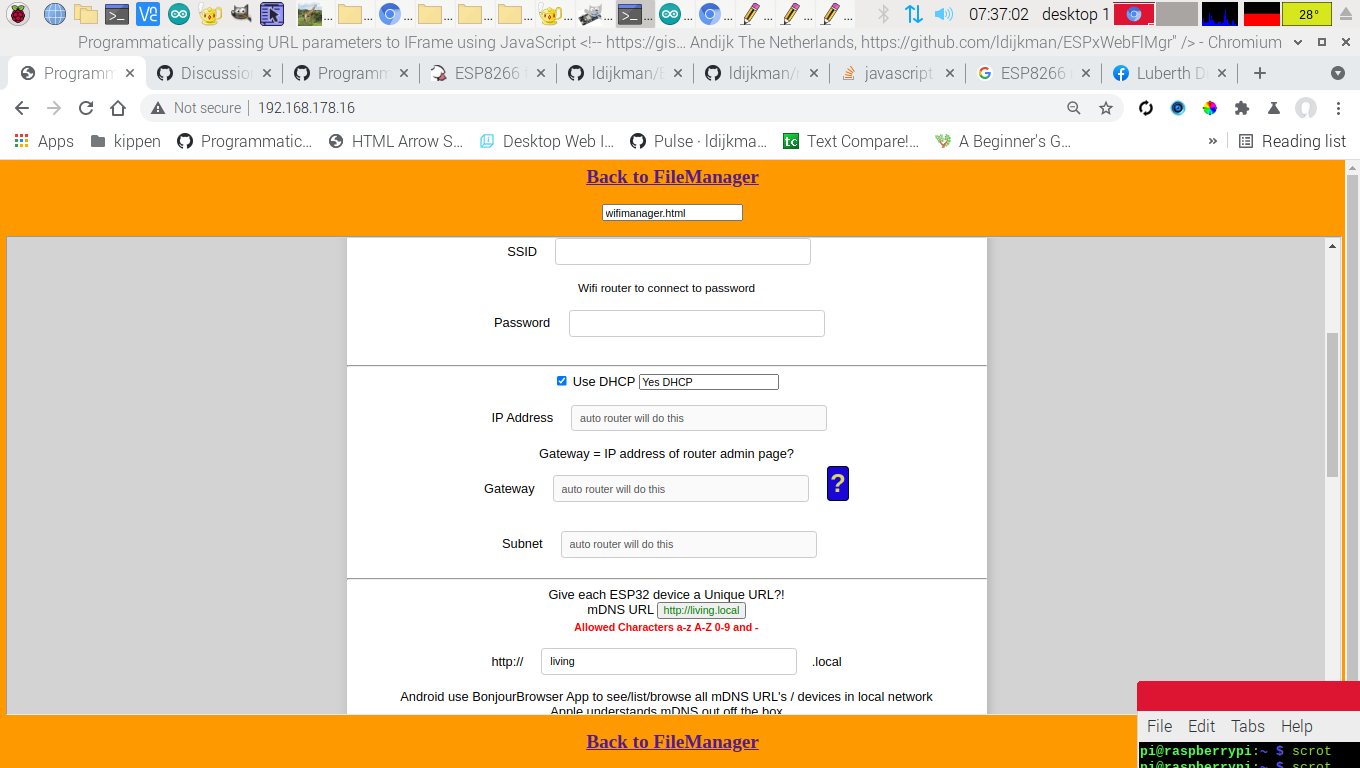 ... ... ... ... ... ... ... ... ... ... ... ... ... 07:37:02 desktop 1 28°
Programmatically passing URL parameters to IFrame using JavaScript <!-- https://gis... Andijk The Netherlands, https://github.com/ldijkman/ESPxWebFlMgr" /> - Chromium
Programm Discussio Programm ESP8266 ldijkman/ ldijkman/ javascript ESP8266 Luberth Di
Not secure 192.168.178.16
Apps kippen Programmatic... HTML Arrow S... Desktop Web I... Pulse · ldijkma... Text Compare!... A Beginner's G... » Reading list
Back to FileManager
wifimanager.html
SSID
Wifi router to connect to password
Password
Use DHCP Yes DHCP
IP Address auto router will do this
Gateway = IP address of router admin page?
Gateway auto router will do this ?
Subnet auto router will do this
Give each ESP32 device a Unique URL?!
mDNS URL http://living.local
Allowed Characters a-z A-Z 0-9 and -
http:// living .local
Android use BonjourBrowser App to see/list/browse all mDNS URL's / devices in local network
Apple understands mDNS out off the box
Back to FileManager
File Edit Tabs Help
pi@raspberrypi:~ $ scrot
pi@raspberrypi:~ $ scrot